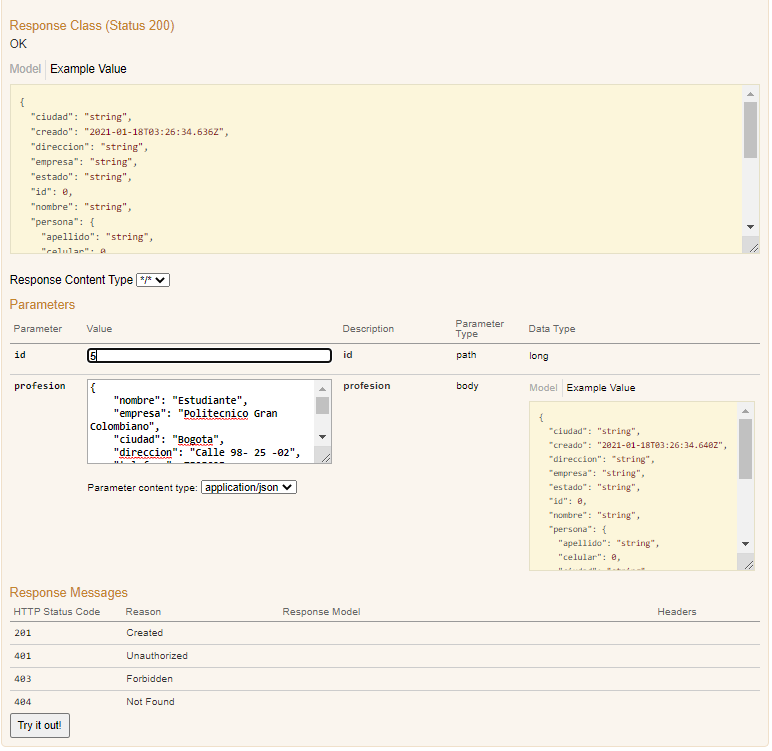 Response Class (Status 200)
OK
Model Example Value
{
"ciudad": "string",
"creado": "2021-01-18T03:26:34.636Z",
"direccion": "string",
"empresa": "string",
"estado": "string",
"id": 0,
"nombre": "string",
"persona": {
"apellido": "string",
"celular": 0,
Response Content Type */*
Parameters
Parameter Value Description Parameter Type Data Type
id 5 id path long
profesion profesion body
{
"nombre": "Estudiante",
"empresa": "Politecnico Gran
Colombiano",
"ciudad": "Bogota",
"direccion": "Calle 98- 25 -02",
Parameter content type: application/json
Model Example Value
{
"ciudad": "string",
"creado": "2021-01-18T03:26:34.640Z",
"direccion": "string",
"empresa": "string",
"estado": "string",
"id": 0,
"nombre": "string",
"persona": {
"apellido": "string",
"celular": 0,
Response Messages
HTTP Status Code Reason Response Model Headers
201 Created
401 Unauthorized
403 Forbidden
404 Not Found
Try it out!